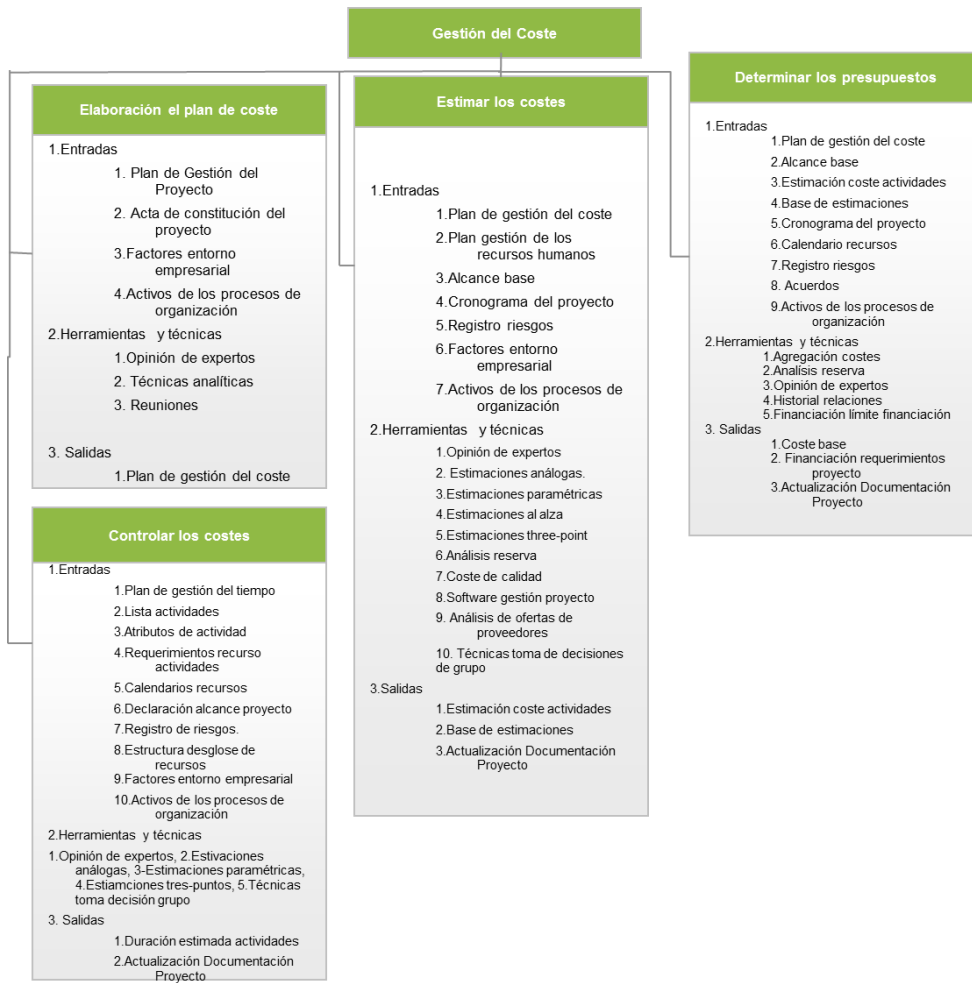 Gestión del Coste
Elaboración el plan de coste
1.Entradas
1. Plan de Gestión del
Proyecto
2. Acta de constitución del
proyecto
3.Factores entorno
empresarial
4.Activos de los procesos de
organización
2.Herramientas y técnicas
1.Opinión de expertos
2. Técnicas analíticas
3. Reuniones
3. Salidas
1.Plan de gestión del coste
Estimar los costes
1.Entradas
1.Plan de gestión del coste
2.Plan gestión de los
recursos humanos
3.Alcance base
4.Cronograma del proyecto
5.Registro riesgos
6.Factores entorno
empresarial
7.Activos de los procesos de
organización
2.Herramientas y técnicas
1.Opinión de expertos
2. Estimaciones análogas.
3.Estimaciones paramétricas
4.Estimaciones al alza
5.Estimaciones three-point
6.Análisis reserva
7.Coste de calidad
8.Software gestión proyecto
9. Análisis de ofertas de
proveedores
10. Técnicas toma de decisiones
de grupo
3.Salidas
1.Estimación coste actividades
2.Base de estimaciones
3.Actualización Documentación
Proyecto
Determinar los presupuestos
1.Entradas
1.Plan de gestión del coste
2.Alcance base
3.Estimación coste actividades
4.Base de estimaciones
5.Cronograma del proyecto
6.Calendario recursos
7.Registro riesgos
8. Acuerdos
9.Activos de los procesos de
organización
2.Herramientas y técnicas
1.Agregación costes
2.Analísis reserva
3.Opinión de expertos
4.Historial relaciones
5.Financiación límite financiación
3. Salidas
1.Coste base
2. Financiación requerimientos
proyecto
3.Actualización Documentación
Proyecto
Controlar los costes
1.Entradas
1.Plan de gestión del tiempo
2.Lista actividades
3.Atributos de actividad
4.Requerimientos recurso
actividades
5.Calendarios recursos
6.Declaración alcance proyecto
7.Registro de riesgos.
8.Estructura desglose de
recursos
9.Factores entorno empresarial
10.Activos de los procesos de
organización
2.Herramientas y técnicas
1.Opinión de expertos, 2.Estivaciones
análogas, 3-Estimaciones paramétricas,
4.Estiamciones tres-puntos, 5.Técnicas
toma decisión grupo
3. Salidas
1.Duración estimada actividades
2.Actualización Documentación
Proyecto